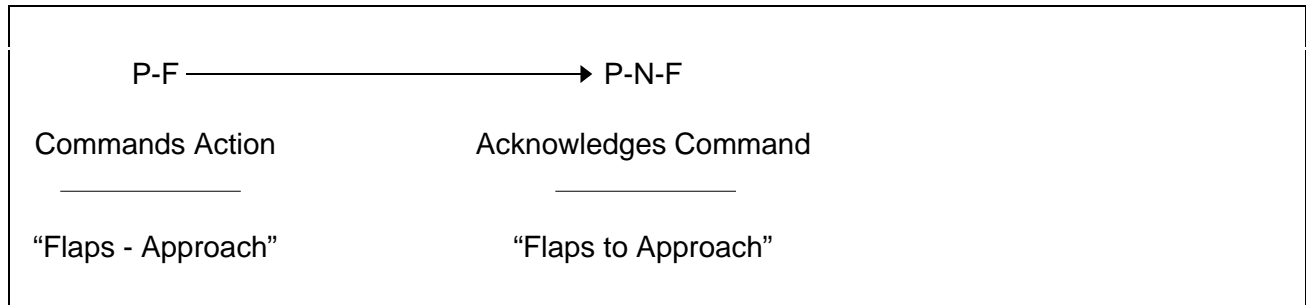 P-F P-N-F
Commands Action Acknowledges Command
“Flaps - Approach” “Flaps to Approach”